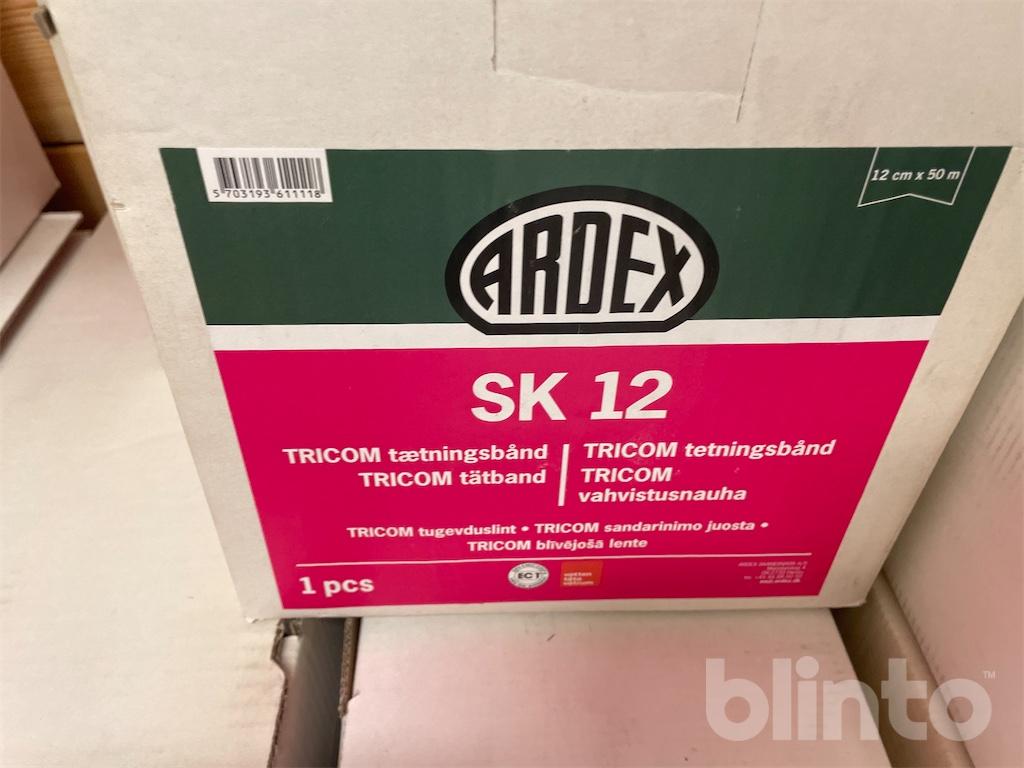 5 703193 611118
12 cm x 50 m
ARDEX
SK 12
TRICOM tætningsbånd
TRICOM tätband
TRICOM tetningsbånd
TRICOM
vahvistusnauha
TRICOM tugevduslint • TRICOM sandarinimo juosta •
TRICOM blīvējošā lente
1 pcs
ECT
blinto™